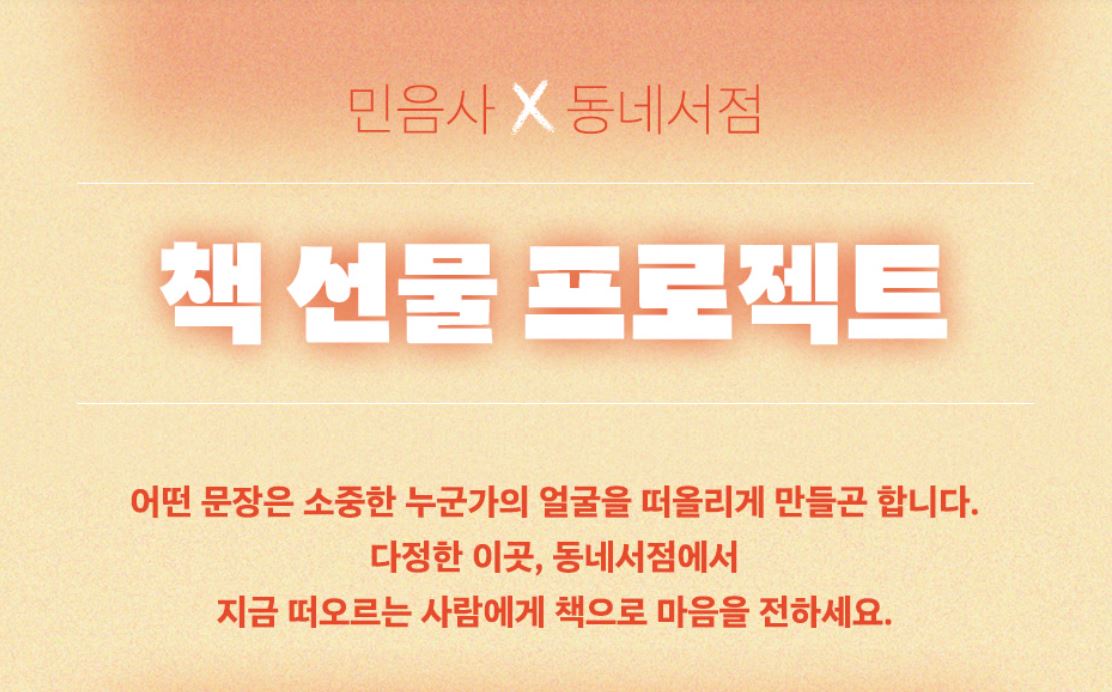 민음사 X 동네서점
책 선물 프로젝트
어떤 문장은 소중한 누군가의 얼굴을 떠올리게 만들곤 합니다.
다정한 이곳, 동네서점에서
지금 떠오르는 사람에게 책으로 마음을 전하세요.